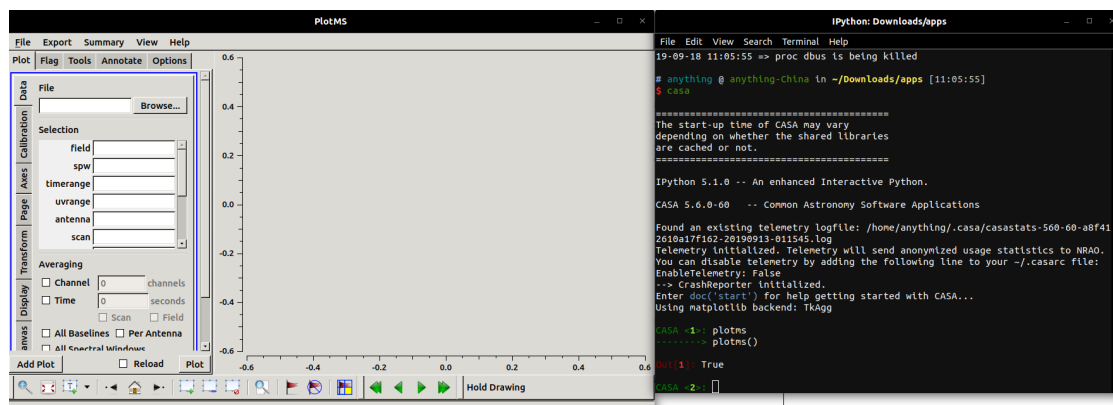 PlotMS
File Export Summary View Help
Plot Flag Tools Annotate Options
Data
Calibration
Axes
Page
Transform
Display
anvas
File
Browse...
Selection
field
spw
timerange
uvrange
antenna
scan
Averaging
Channel 0 channels
Time 0 seconds
Scan Field
All Baselines Per Antenna
All Spectral Windows
Add Plot Reload Plot
0.6
0.4
0.2
0.0
-0.2
-0.4
-0.6
-0.6 -0.4 -0.2 0.0 0.2 0.4 0.6
Hold Drawing
IPython: Downloads/apps
File Edit View Search Terminal Help
19-09-18 11:05:55 => proc dbus is being killed
# anything @ anything-China in ~/Downloads/apps [11:05:55]
$ casa
=========================================
The start-up time of CASA may vary
depending on whether the shared libraries
are cached or not.
=========================================
IPython 5.1.0 -- An enhanced Interactive Python.
CASA 5.6.0-60 -- Common Astronomy Software Applications
Found an existing telemetry logfile: /home/anything/.casa/casastats-560-60-a8f41
2610a17f162-20190913-011545.log
Telemetry initialized. Telemetry will send anonymized usage statistics to NRAO.
You can disable telemetry by adding the following line to your ~/.casarc file:
EnableTelemetry: False
--> CrashReporter initialized.
Enter doc('start') for help getting started with CASA...
Using matplotlib backend: TkAgg
CASA <1>: plotms
--------> plotms()
Out[1]: True
CASA <2>: